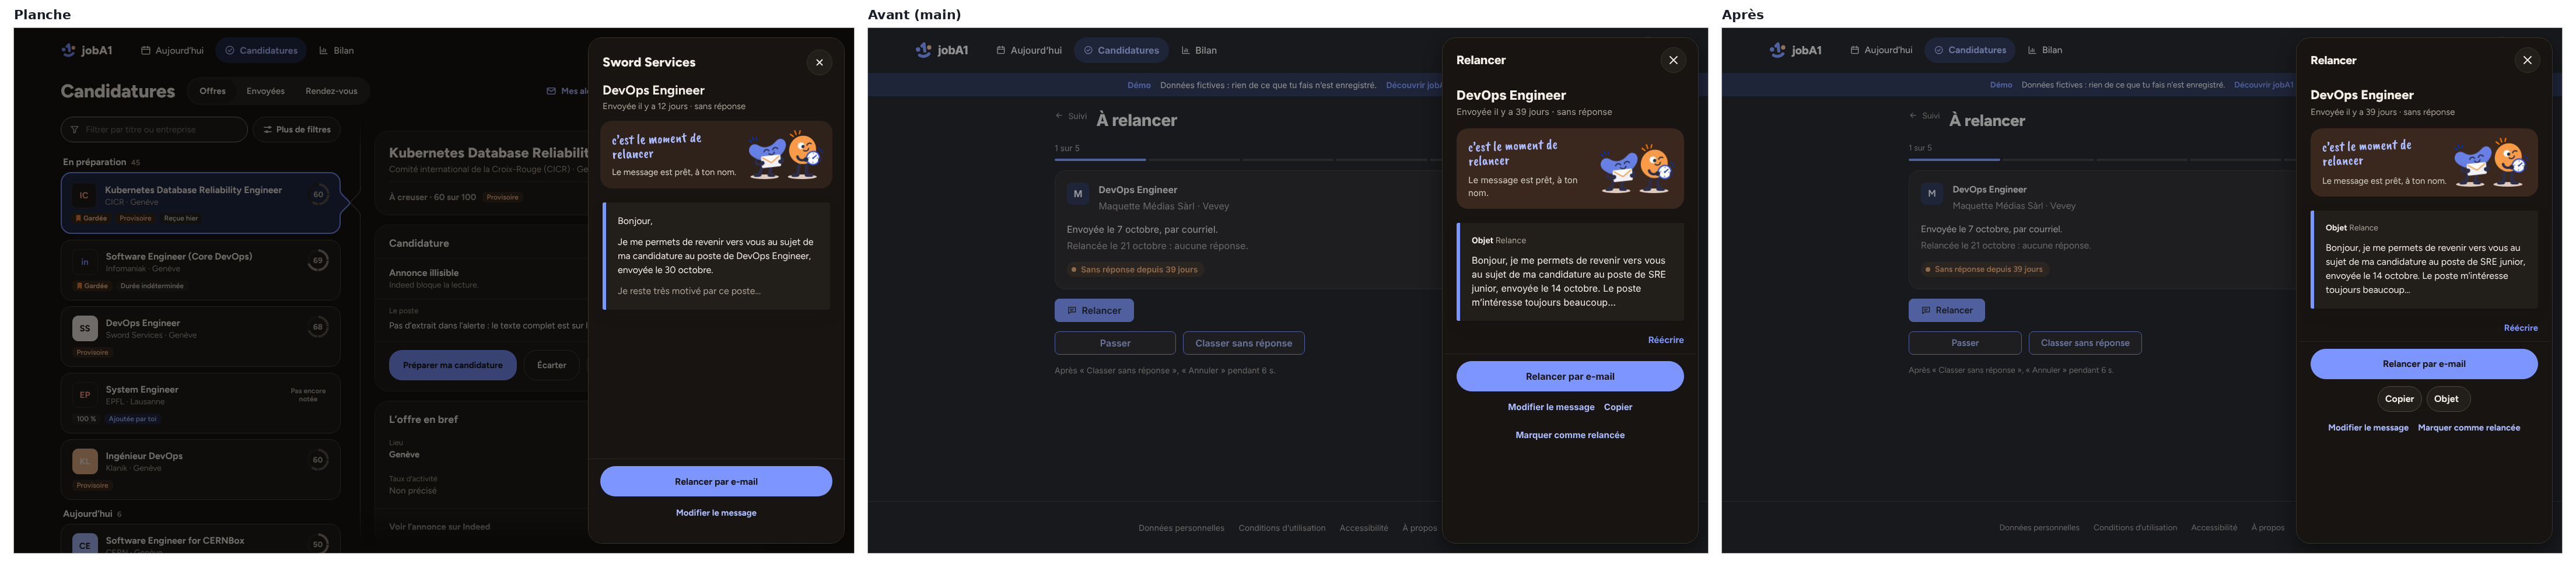 Planche
jobA1
Aujourd'hui
Candidatures
Bilan
Candidatures
Offres
Envoyées
Rendez-vous
Filtrer par titre ou entreprise
Plus de filtres
En préparation 45
IC
Kubernetes Database Reliability Engineer
CICR · Genève
60
Gardée
Provisoire
Reçue hier
in
Software Engineer (Core DevOps)
Infomaniak · Genève
69
Gardée
Durée indéterminée
SS
DevOps Engineer
Sword Services · Genève
68
Provisoire
EP
System Engineer
EPFL · Lausanne
Pas encore
notée
100 %
Ajoutée par toi
KL
Ingénieur DevOps
Klanik · Genève
60
Provisoire
Aujourd'hui 6
CE
Software Engineer for CERNBox
50
Mes al
Kubernetes Database Reliabilit
Comité international de la Croix-Rouge (CICR) · Ge
À creuser · 60 sur 100
Provisoire
Candidature
Annonce illisible
Indeed bloque la lecture.
Le poste
Pas d'extrait dans l'alerte : le texte complet est sur l
Préparer ma candidature
Écarter
L'offre en bref
Lieu
Genève
Taux d'activité
Non précisé
Voir l'annonce sur Indeed
Sword Services
DevOps Engineer
Envoyée il y a 12 jours · sans réponse
c'est le moment de
relancer
Le message est prêt, à ton nom.
Bonjour,
Je me permets de revenir vers vous au sujet de
ma candidature au poste de DevOps Engineer,
envoyée le 30 octobre.
Je reste très motivé par ce poste…
Relancer par e-mail
Modifier le message
Avant (main)
jobA1
Aujourd'hui
Candidatures
Bilan
Démo
Données fictives : rien de ce que tu fais n'est enregistré.
Découvrir jobA
Suivi
À relancer
1 sur 5
M
DevOps Engineer
Maquette Médias Sàrl · Vevey
Envoyée le 7 octobre, par courriel.
Relancée le 21 octobre : aucune réponse.
Sans réponse depuis 39 jours
Relancer
Passer
Classer sans réponse
Après « Classer sans réponse », « Annuler » pendant 6 s.
Données personnelles
Conditions d'utilisation
Accessibilité
À propos
Relancer
DevOps Engineer
Envoyée il y a 39 jours · sans réponse
c'est le moment de
relancer
Le message est prêt, à ton
nom.
Objet Relance
Bonjour, je me permets de revenir vers vous
au sujet de ma candidature au poste de SRE
junior, envoyée le 14 octobre. Le poste
m'intéresse toujours beaucoup…
Réécrire
Relancer par e-mail
Modifier le message
Copier
Marquer comme relancée
Après
jobA1
Aujourd'hui
Candidatures
Bilan
Démo
Données fictives : rien de ce que tu fais n'est enregistré.
Découvrir jobA1
Suivi
À relancer
1 sur 5
M
DevOps Engineer
Maquette Médias Sàrl · Vevey
Envoyée le 7 octobre, par courriel.
Relancée le 21 octobre : aucune réponse.
Sans réponse depuis 39 jours
Relancer
Passer
Classer sans réponse
Après « Classer sans réponse », « Annuler » pendant 6 s.
Données personnelles
Conditions d'utilisation
Accessibilité
À propos
Relancer
DevOps Engineer
Envoyée il y a 39 jours · sans réponse
c'est le moment de
relancer
Le message est prêt, à ton nom.
Objet Relance
Bonjour, je me permets de revenir vers vous au
sujet de ma candidature au poste de SRE junior,
envoyée le 14 octobre. Le poste m'intéresse
toujours beaucoup…
Réécrire
Relancer par e-mail
Copier
Objet
Modifier le message
Marquer comme relancée